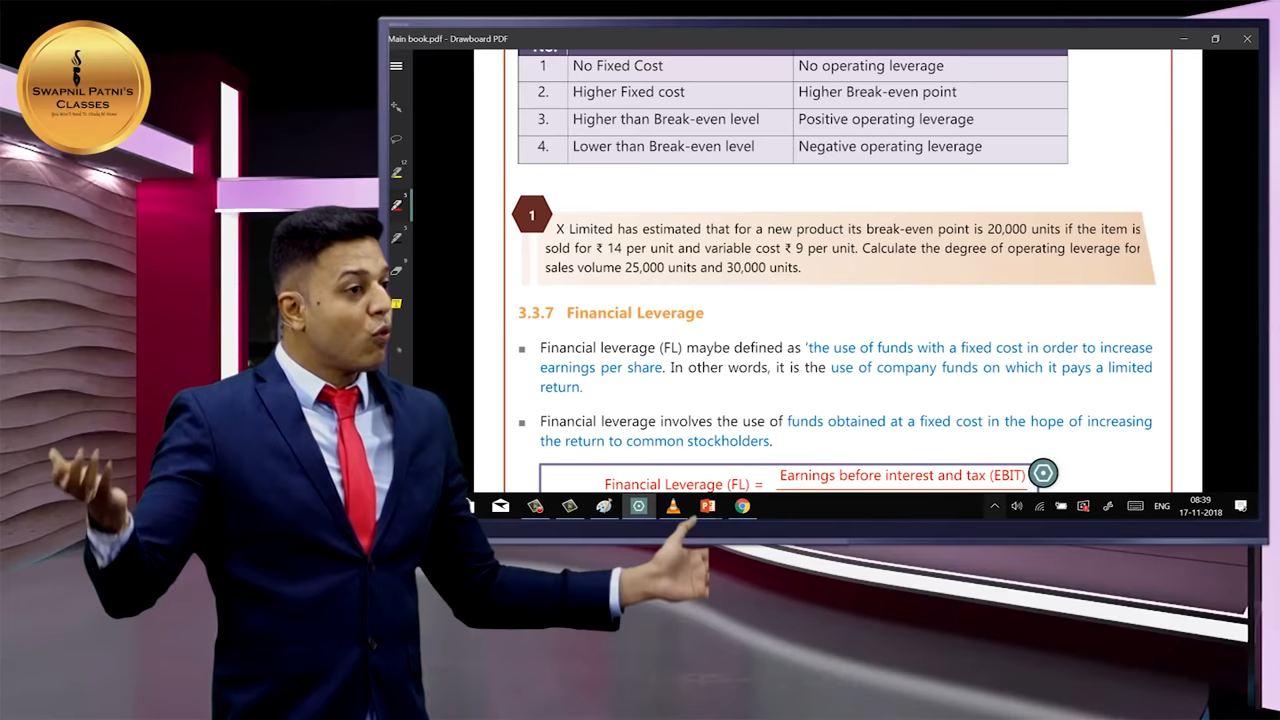 SWAPNIL PATNI'S
CLASSES
Main book.pdf - Drawboard PDF
1 No Fixed Cost No operating leverage
2. Higher Fixed cost Higher Break-even point
3. Higher than Break-even level Positive operating leverage
4. Lower than Break-even level Negative operating leverage
1
X Limited has estimated that for a new product its break-even point is 20,000 units if the item is
sold for ₹ 14 per unit and variable cost ₹ 9 per unit. Calculate the degree of operating leverage for
sales volume 25,000 units and 30,000 units.
3.3.7 Financial Leverage
▪ Financial leverage (FL) maybe defined as 'the use of funds with a fixed cost in order to increase
earnings per share. In other words, it is the use of company funds on which it pays a limited
return.
▪ Financial leverage involves the use of funds obtained at a fixed cost in the hope of increasing
the return to common stockholders.
Earnings before interest and tax (EBIT)
Financial Leverage (FL) =
ENG
08:39
17-11-2018